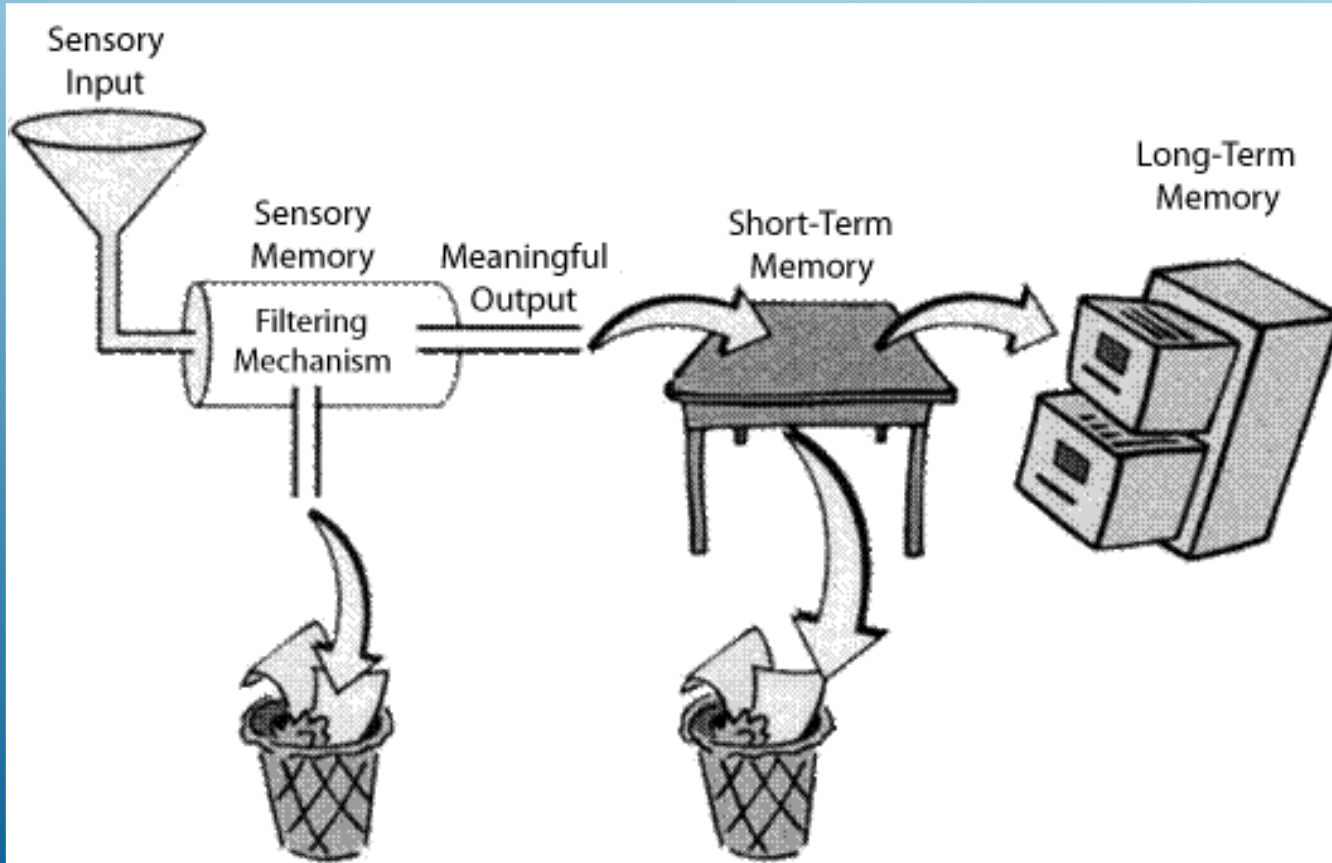 Sensory
Input
Sensory
Memory
Filtering
Mechanism
Meaningful
Output
Short-Term
Memory
Long-Term
Memory